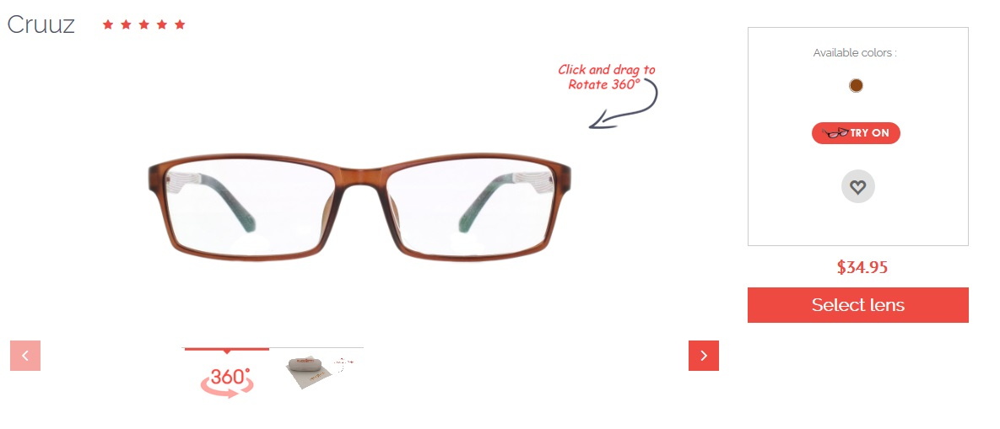 Cruuz
Click and drag to
Rotate 360°
Available colors :
TRY ON
$34.95
Select lens
360°